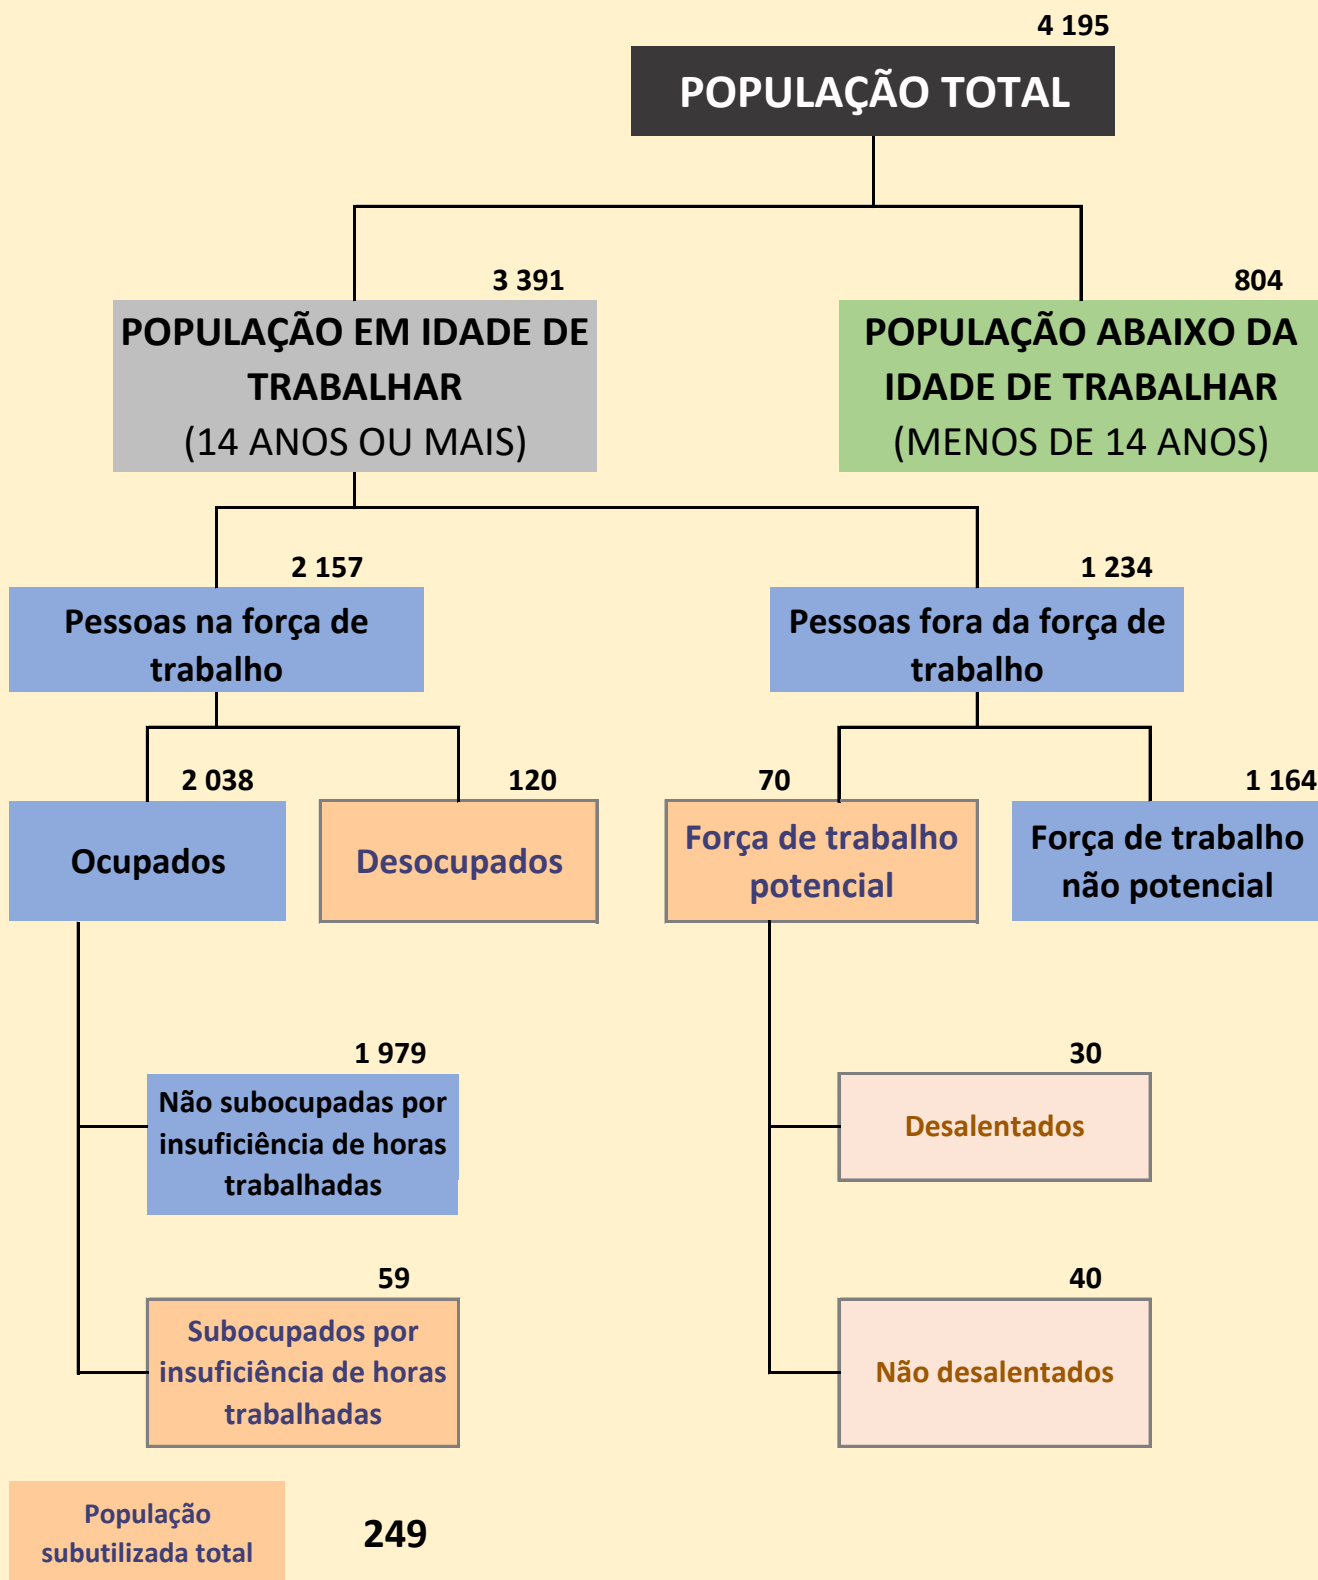 4 195
POPULAÇÃO TOTAL
3 391
POPULAÇÃO EM IDADE DE
TRABALHAR
(14 ANOS OU MAIS)
804
POPULAÇÃO ABAIXO DA
IDADE DE TRABALHAR
(MENOS DE 14 ANOS)
2 157
Pessoas na força de
trabalho
1 234
Pessoas fora da força de
trabalho
2 038
Ocupados
120
Desocupados
70
Força de trabalho
potencial
1 164
Força de trabalho
não potencial
1 979
Não subocupadas por
insuficiência de horas
trabalhadas
30
Desalentados
59
Subocupados por
insuficiência de horas
trabalhadas
40
Não desalentados
População
subutilizada total
249